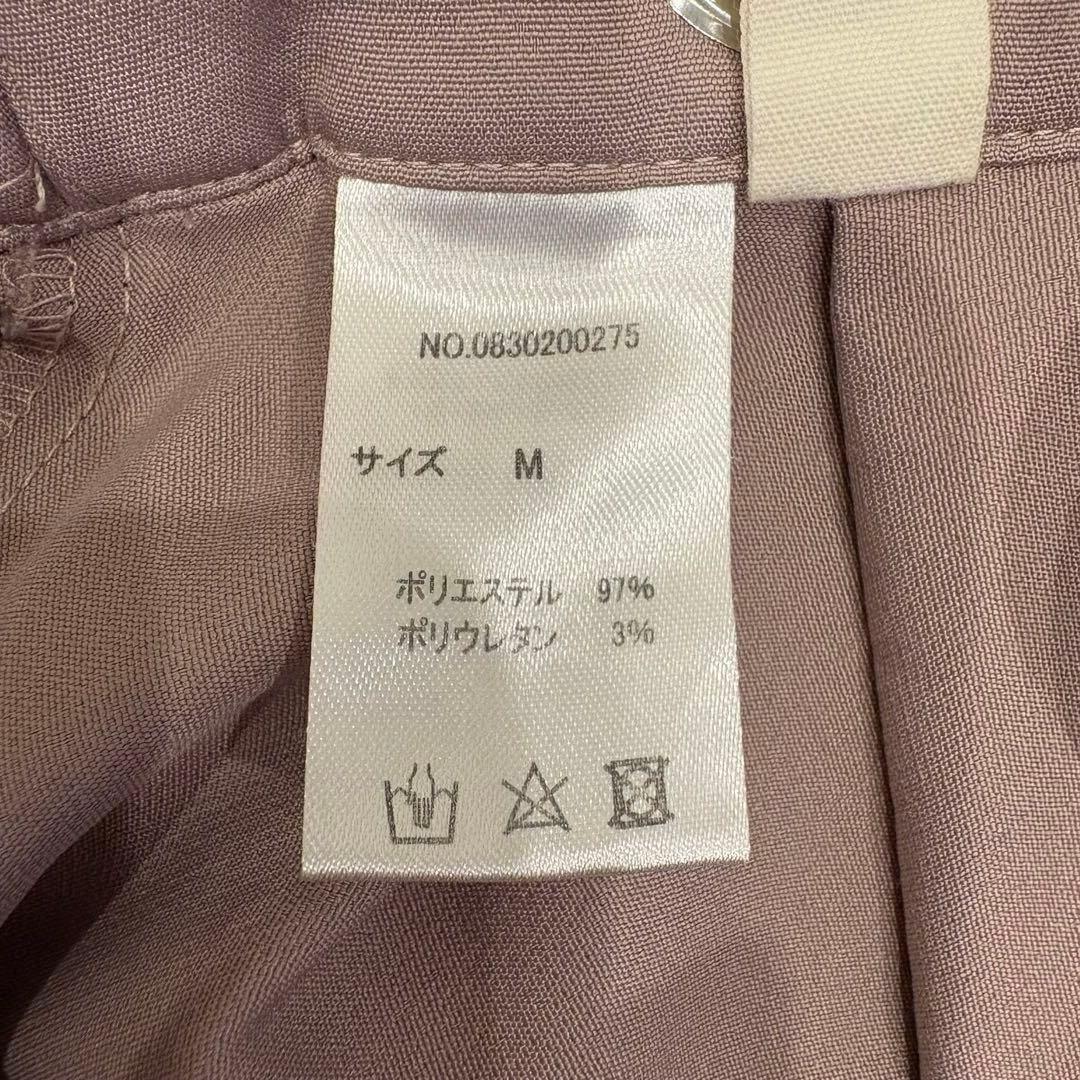 NO.0830200275
サイズ M
ポリエステル 97%
ポリウレタン 3%